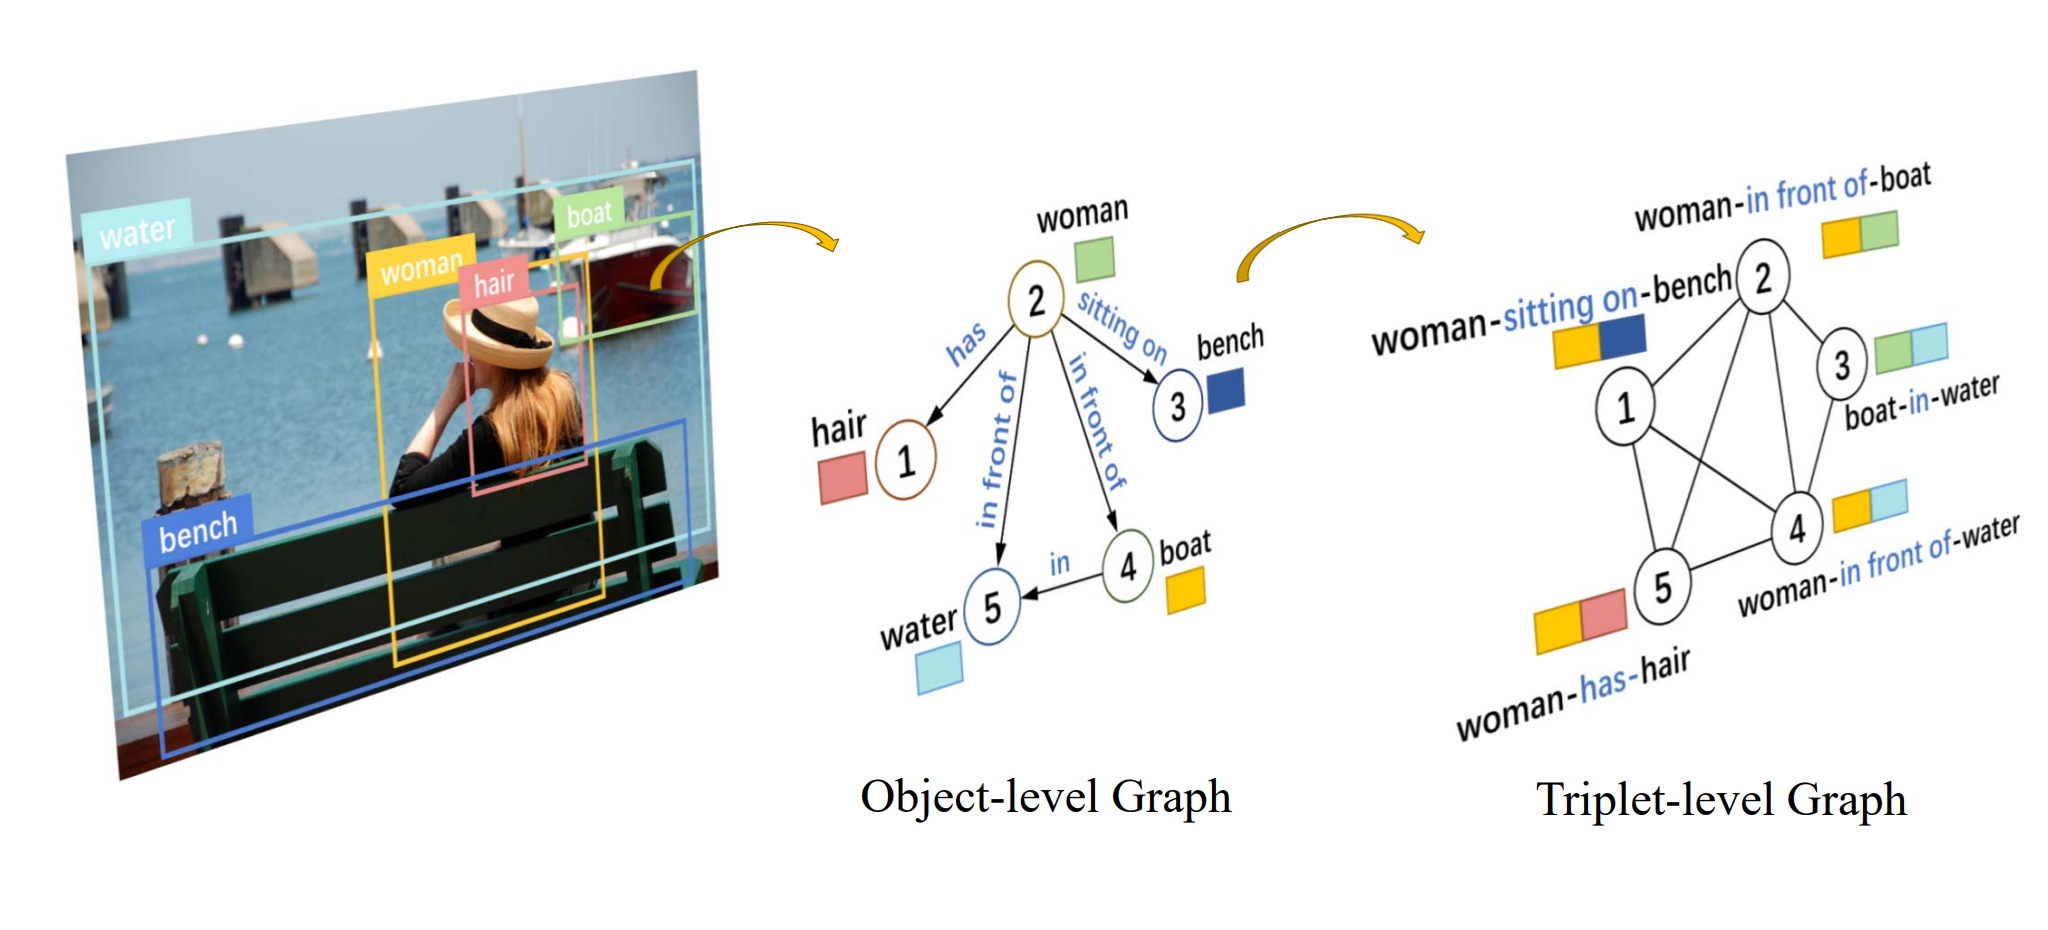 water
woman
hair
boat
bench
woman
2
has
sitting on
in front of
in front of
bench
3
hair
1
in
4
boat
water
5
Object-level Graph
woman-in front of-boat
2
woman-sitting on-bench
1
3
boat-in-water
4
woman-in front of-water
5
woman-has-hair
Triplet-level Graph